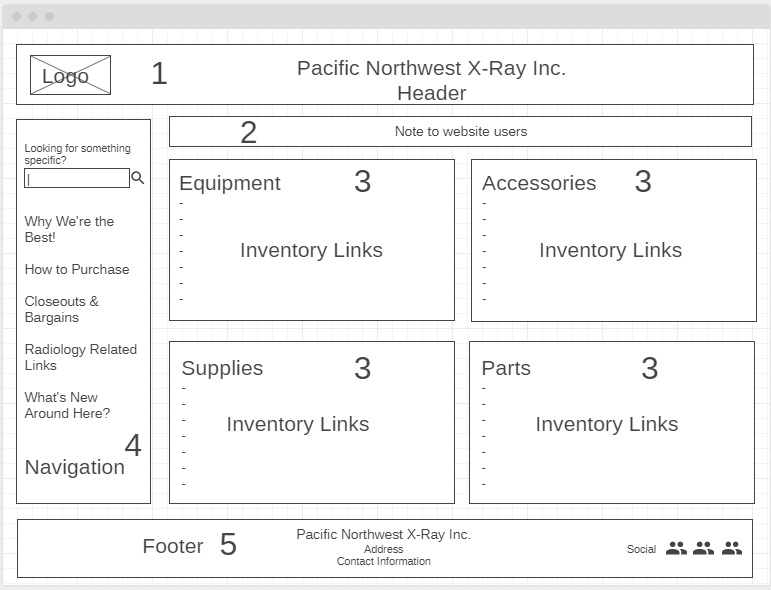 Logo
1
Pacific Northwest X-Ray Inc.
Header
Looking for something
specific?
Why We're the
Best!
How to Purchase
Closeouts &
Bargains
Radiology Related
Links
What's New
Around Here?
4
Navigation
2
Note to website users
Equipment
3
-
-
-
-
-
-
-
Inventory Links
Accessories
3
-
-
-
-
-
-
-
Inventory Links
Supplies
3
-
-
-
-
-
-
-
Inventory Links
Parts
3
-
-
-
-
-
-
-
Inventory Links
Footer
5
Pacific Northwest X-Ray Inc.
Address
Contact Information
Social